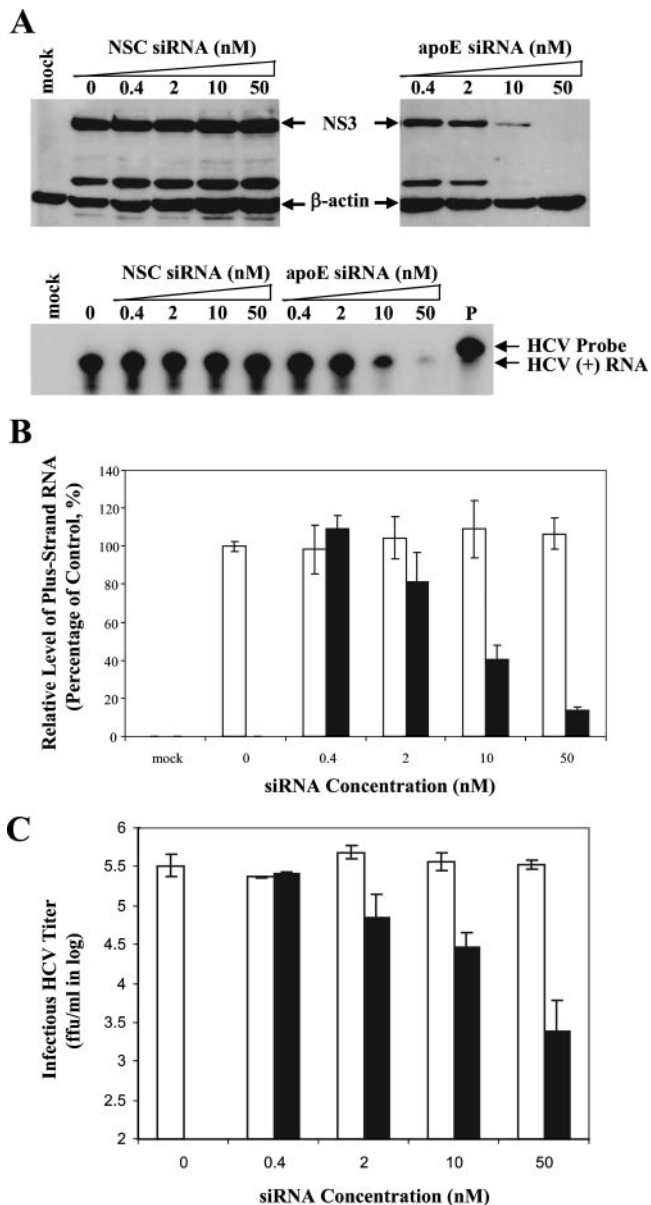 A
mock
NSC siRNA (nM)
0 0.4 2 10 50
apoE siRNA (nM)
0.4 2 10 50
NS3
β-actin
mock
NSC siRNA (nM)
apoE siRNA (nM)
0 0.4 2 10 50 0.4 2 10 50 P
HCV Probe
HCV (+) RNA
B
Relative Level of Plus-Strand RNA
(Percentage of Control, %)
140
120
100
80
60
40
20
0
mock 0 0.4 2 10 50
siRNA Concentration (nM)
C
Infectious HCV Titer
(ffu/ml in log)
6
5.5
5
4.5
4
3.5
3
2.5
2
0 0.4 2 10 50
siRNA Concentration (nM)